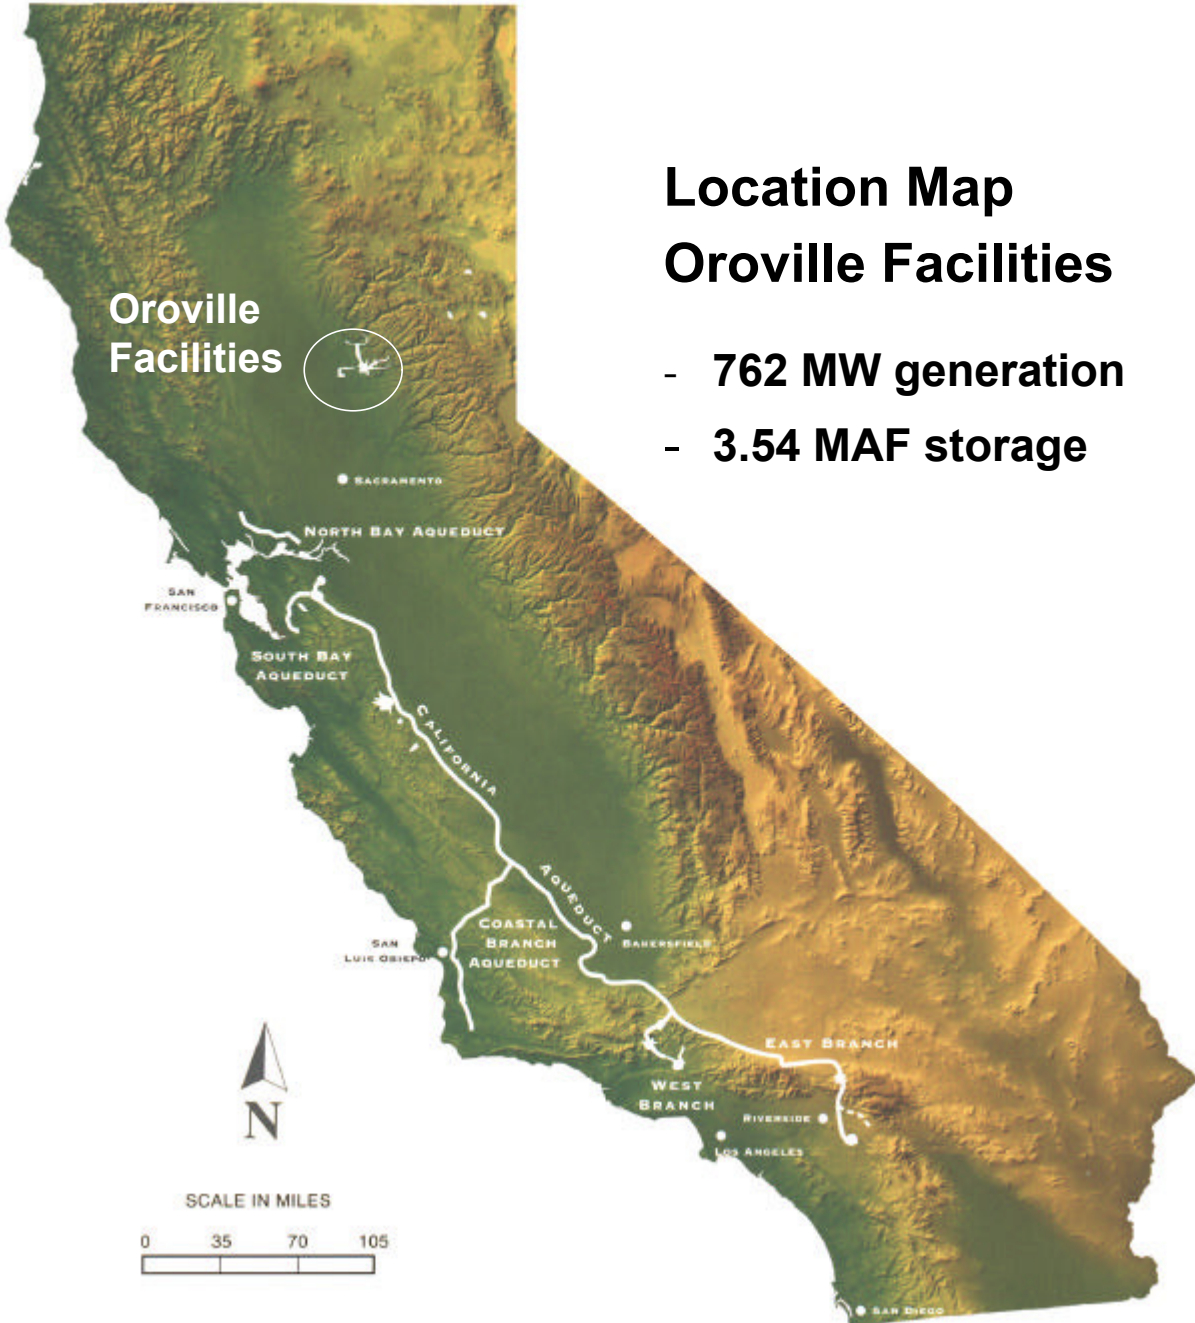 Location Map
Oroville Facilities
- 762 MW generation
- 3.54 MAF storage
Oroville
Facilities
SACRAMENTO
NORTH BAY AQUEDUCT
SAN
FRANCISCO
SOUTH BAY
AQUEDUCT
CALIFORNIA
AQUEDUCT
COASTAL
BRANCH
AQUEDUCT
BAKERSFIELD
SAN
LUIS OBISPO
EAST BRANCH
WEST
BRANCH
RIVERSIDE
LOS ANGELES
N
SCALE IN MILES
0 35 70 105
SAN DIEGO